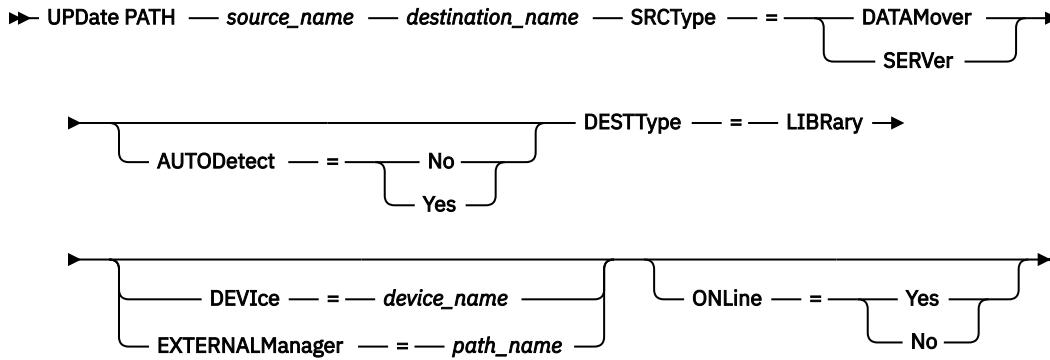 UPDate PATH source_name destination_name SRCType = DATAMover
SERVer
AUTODetect = No
Yes
DESTType = LIBRary
DEVIce = device_name
EXTERNALManager = path_name
ONLine = Yes
No